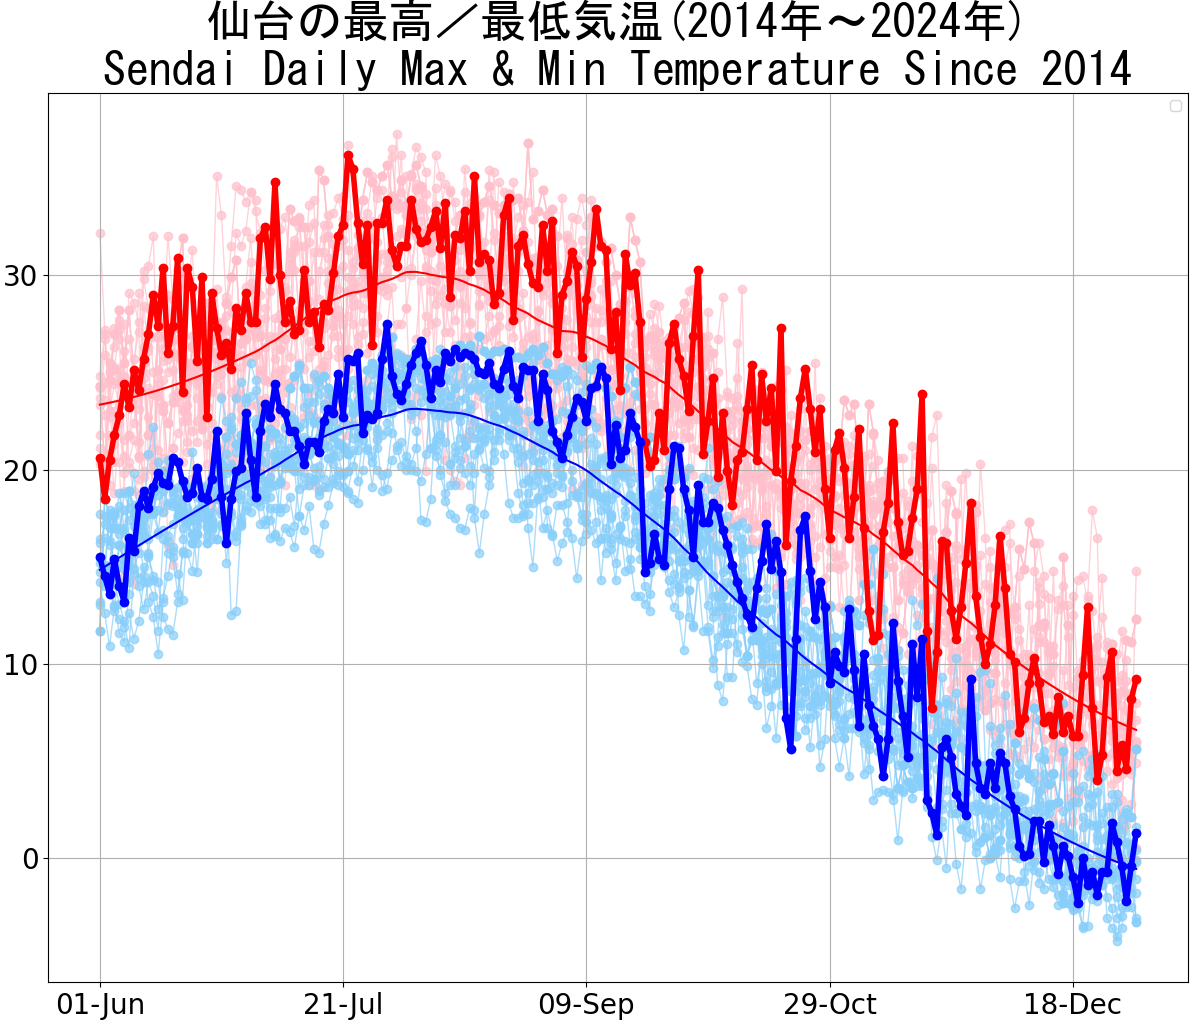 仙台の最高／最低気温(2014年～2024年)
Sendai Daily Max & Min Temperature Since 2014
30
20
10
0
01-Jun 21-Jul 09-Sep 29-Oct 18-Dec